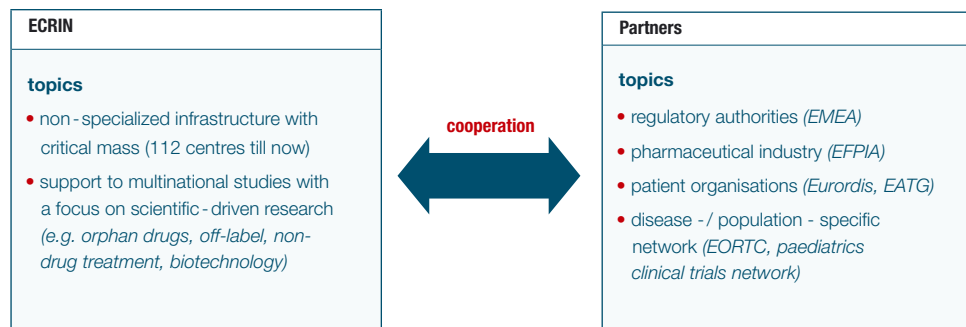 ECRIN
topics
• non-specialized infrastructure with
critical mass (112 centres till now)
• support to multinational studies with
a focus on scientific-driven research
(e.g. orphan drugs, off-label, non-
drug treatment, biotechnology)
cooperation
Partners
topics
• regulatory authorities (EMEA)
• pharmaceutical industry (EFPIA)
• patient organisations (Eurordis, EATG)
• disease -/ population - specific
network (EORTC, paediatrics
clinical trials network)